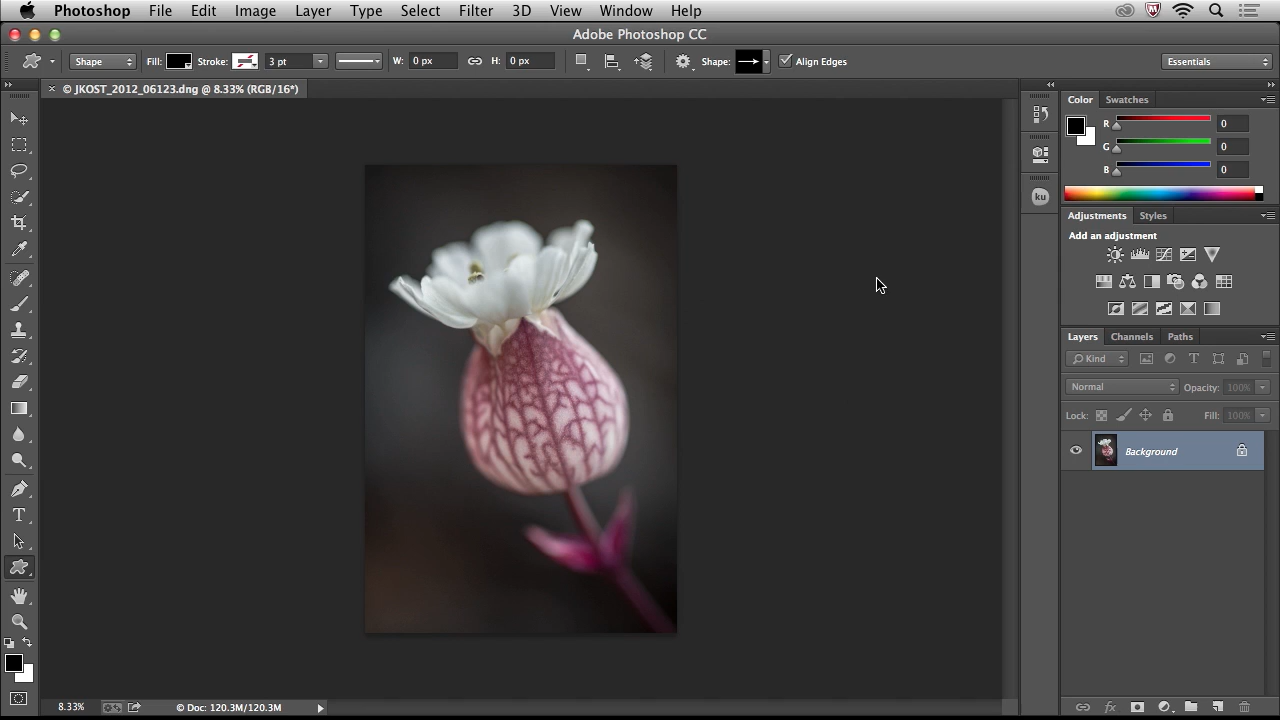 Photoshop File Edit Image Layer Type Select Filter 3D View Window Help
Adobe Photoshop CC
Shape Fill: Stroke: 3 pt W: 0 px H: 0 px Shape: Align Edges Essentials
× © JKOST_2012_06123.dng @ 8.33% (RGB/16*)
Color Swatches
R 0
G 0
B 0
ku
Adjustments Styles
Add an adjustment
Layers Channels Paths
Kind
Normal Opacity: 100%
Lock: Fill: 100%
Background
T
8.33% © Doc: 120.3M/120.3M
fx